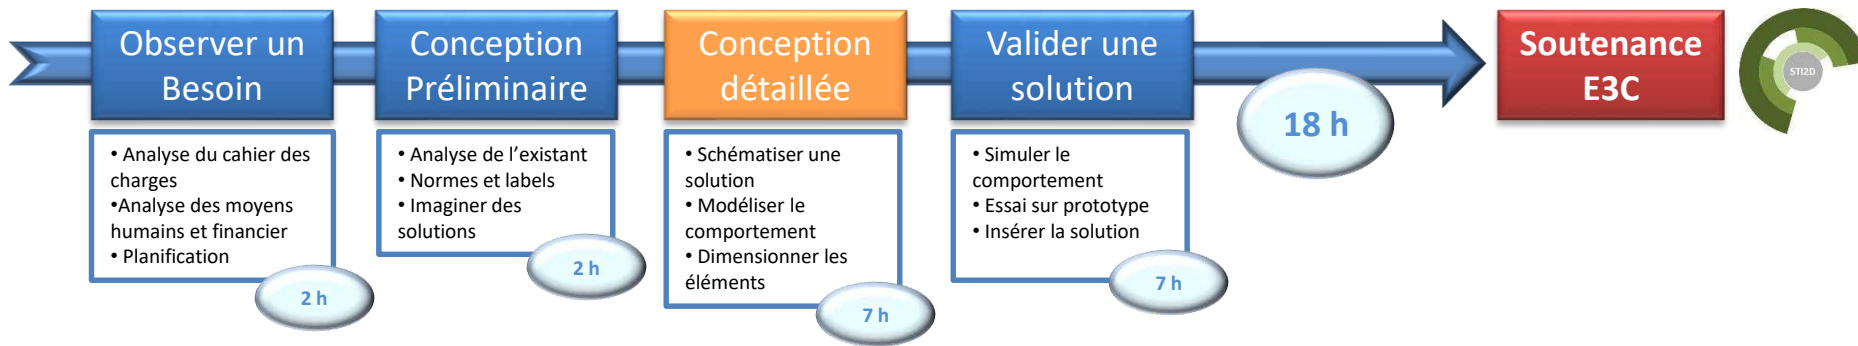 Observer un
Besoin
Conception
Préliminaire
Conception
détaillée
Valider une
solution
Soutenance
E3C
STI2D
18 h
• Analyse du cahier des
charges
•Analyse des moyens
humains et financier
• Planification
2 h
• Analyse de l’existant
• Normes et labels
• Imaginer des
solutions
2 h
• Schématiser une
solution
• Modéliser le
comportement
• Dimensionner les
éléments
7 h
• Simuler le
comportement
• Essai sur prototype
• Insérer la solution
7 h